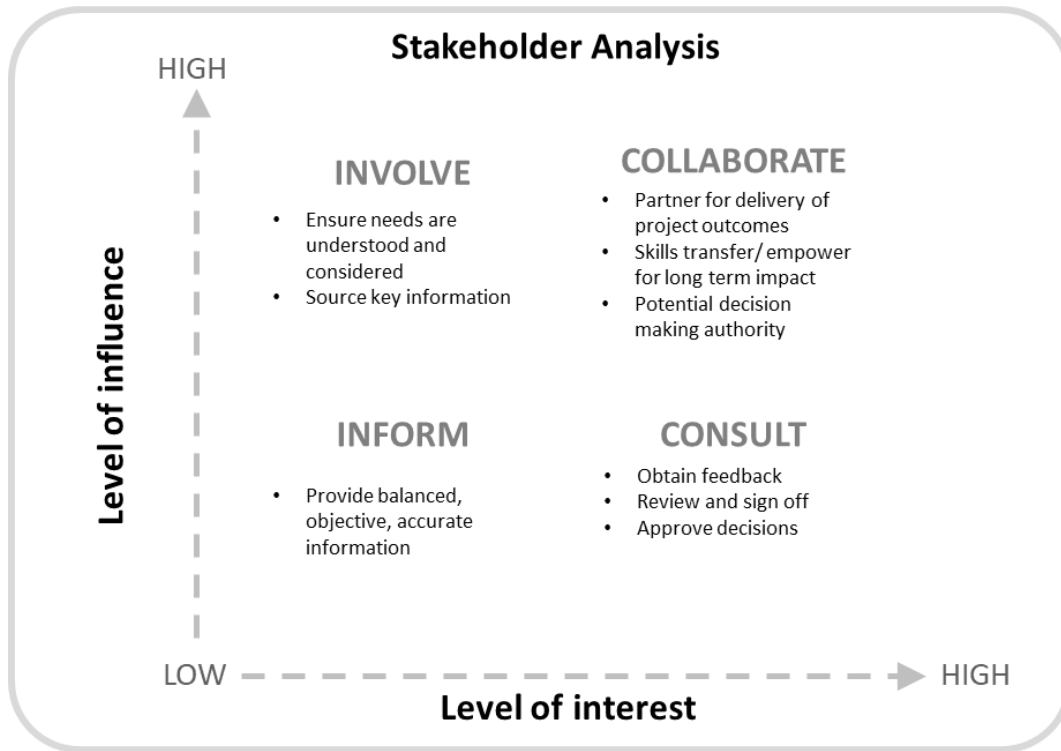 Stakeholder Analysis
HIGH
Level of influence
INVOLVE
• Ensure needs are
understood and
considered
• Source key information
COLLABORATE
• Partner for delivery of
project outcomes
• Skills transfer/ empower
for long term impact
• Potential decision
making authority
INFORM
• Provide balanced,
objective, accurate
information
CONSULT
• Obtain feedback
• Review and sign off
• Approve decisions
LOW
HIGH
Level of interest